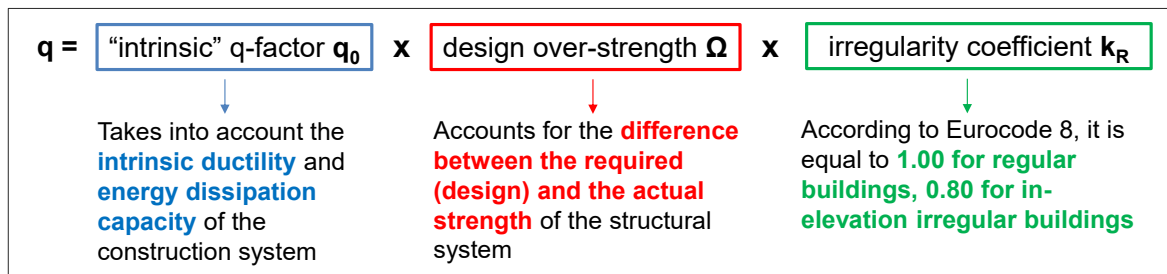 q = "intrinsic" q-factor q₀ x design over-strength Ω x irregularity coefficient k_R
Takes into account the
intrinsic ductility and
energy dissipation
capacity of the
construction system
Accounts for the difference
between the required
(design) and the actual
strength of the structural
system
According to Eurocode 8, it is
equal to 1.00 for regular
buildings, 0.80 for in-
elevation irregular buildings